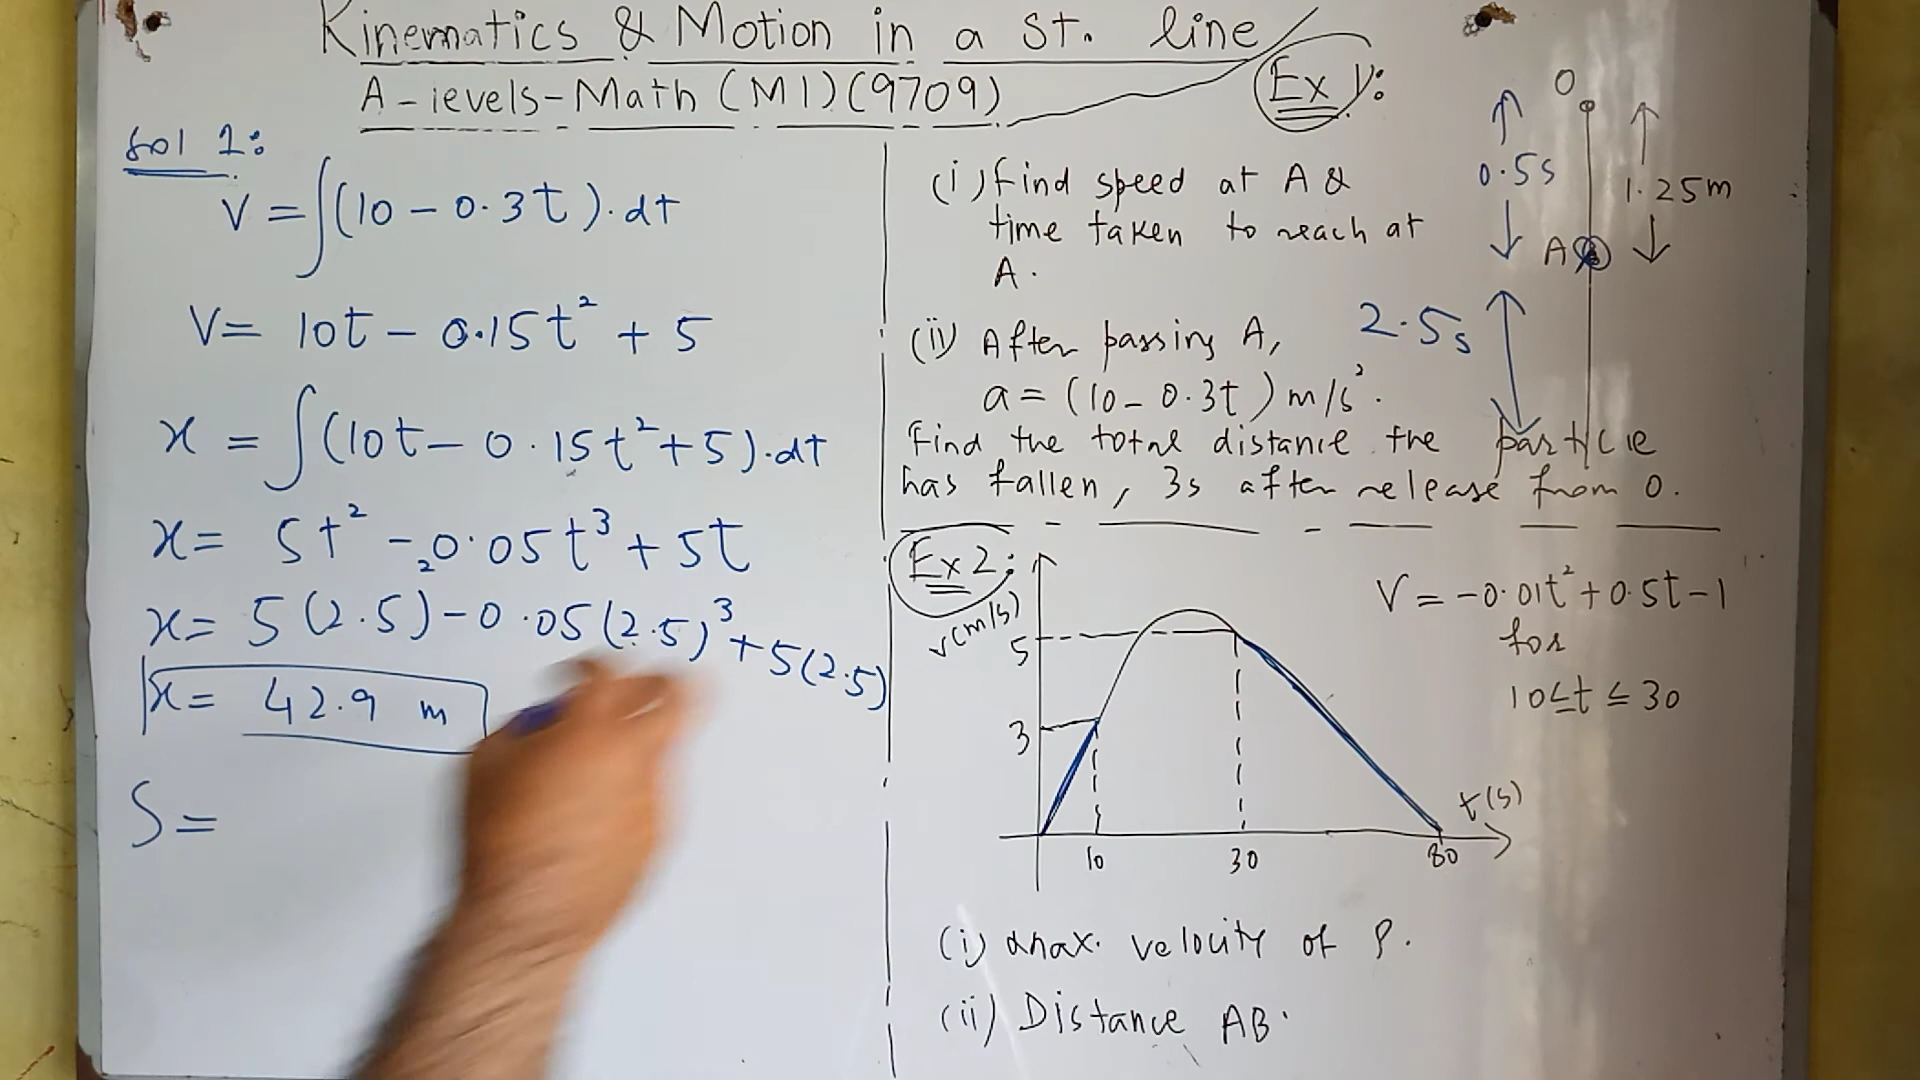 Kinematics & Motion in a st. line
A-levels-Math (M1)(9709)
Sol 1:
V = ∫(10 - 0.3t).dt
V = 10t - 0.15t² + 5
x = ∫(10t - 0.15t² + 5).dt
x = 5t² - 0.05t³ + 5t
x = 5(2.5)² - 0.05(2.5)³ + 5(2.5)
x = 42.9 m
S =
Ex 1:
(i) find speed at A &
time taken to reach at
A.
(ii) After passing A,
a = (10 - 0.3t) m/s².
Find the total distance the particle
has fallen, 3s after release from O.
O
0.5s
1.25m
A
2.5s
Ex 2:
v(m/s)
5
3
10
30
80
t(s)
V = -0.01t² + 0.5t - 1
for
10 ≤ t ≤ 30
(i) max. velocity of P.
(ii) Distance AB.